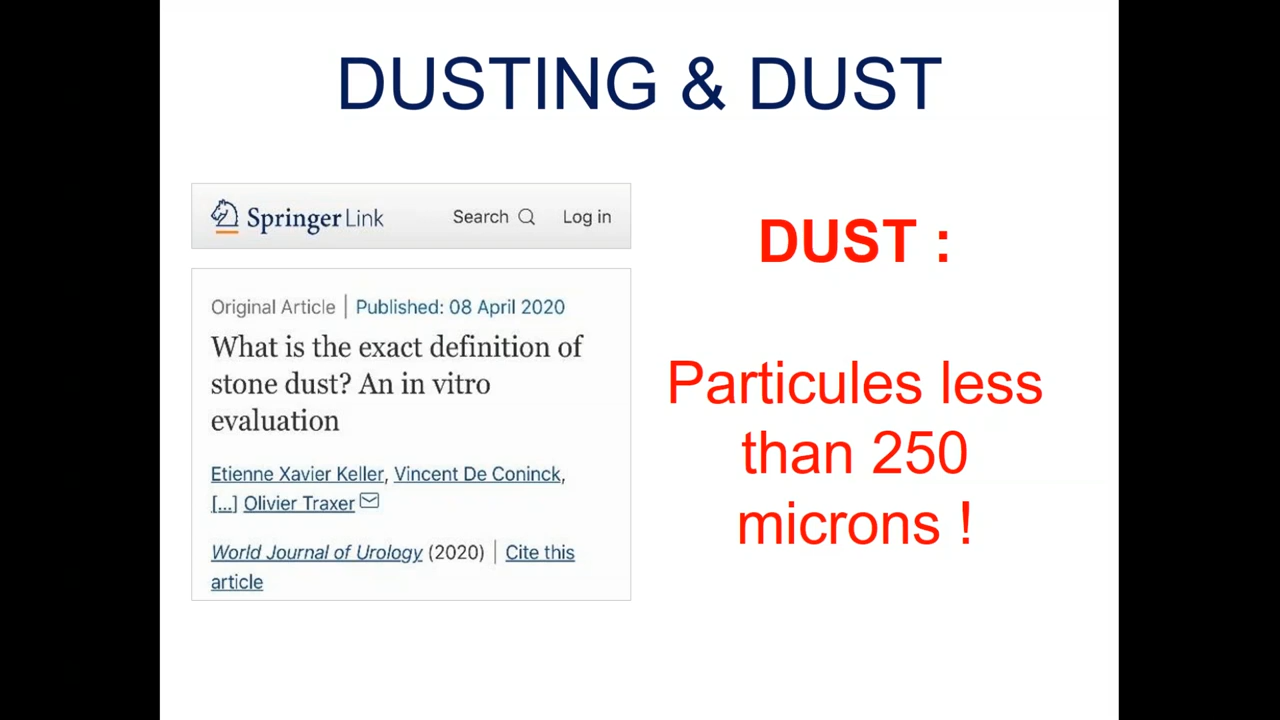 DUSTING & DUST
SpringerLink
Search
Log in
Original Article | Published: 08 April 2020
What is the exact definition of
stone dust? An in vitro
evaluation
Etienne Xavier Keller, Vincent De Coninck,
[...] Olivier Traxer
World Journal of Urology (2020) | Cite this
article
DUST :
Particules less
than 250
microns !